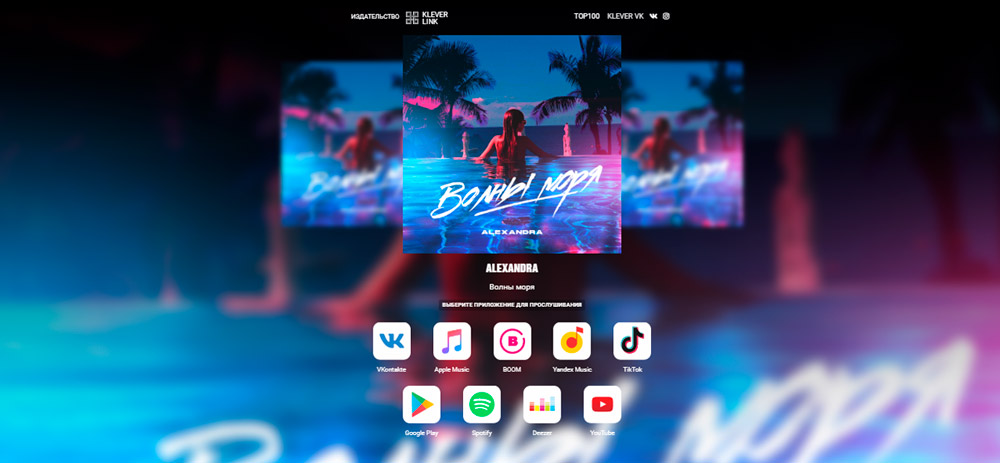 ИЗДАТЕЛЬСТВО
KLEVER
LINK
TOP100 KLEVER VK
Волны моря
ALEXANDRA
ALEXANDRA
Волны моря
ВЫБЕРИТЕ ПРИЛОЖЕНИЕ ДЛЯ ПРОСЛУШИВАНИЯ
VKontakte Apple Music BOOM Yandex Music TikTok
Google Play Spotify Deezer YouTube